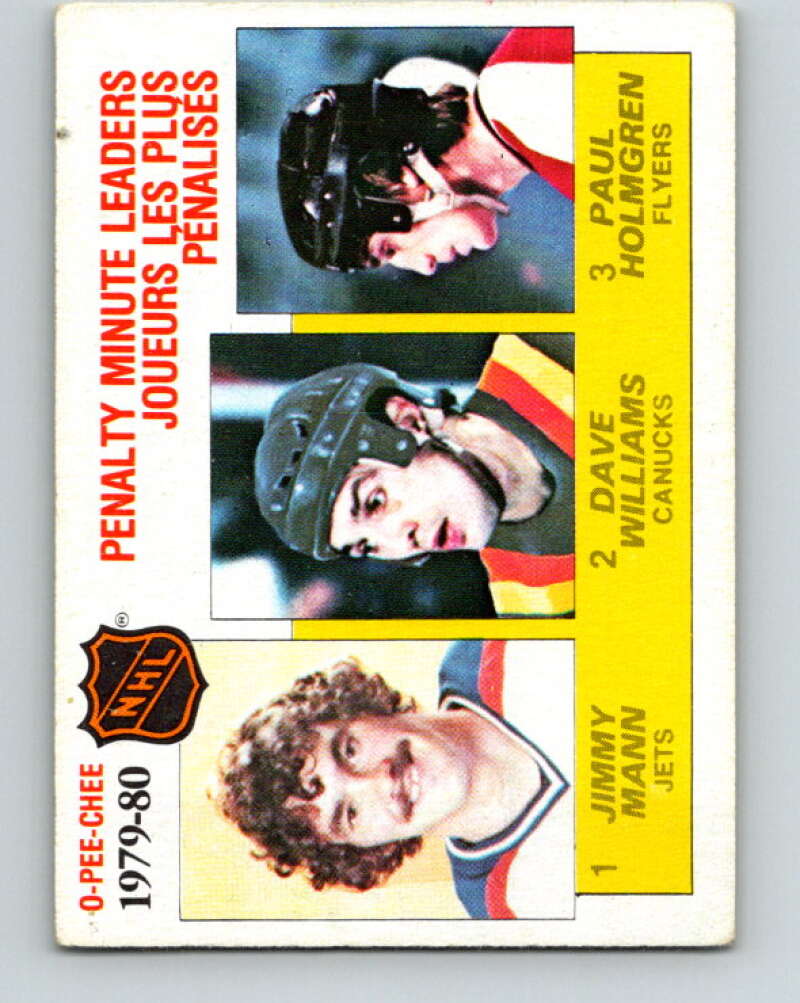 O-PEE-CHEE
1979-80
NHL
®
PENALTY MINUTE LEADERS
JOUEURS LES PLUS
PENALISES
1 JIMMY
MANN
JETS
2 DAVE
WILLIAMS
CANUCKS
3 PAUL
HOLMGREN
FLYERS